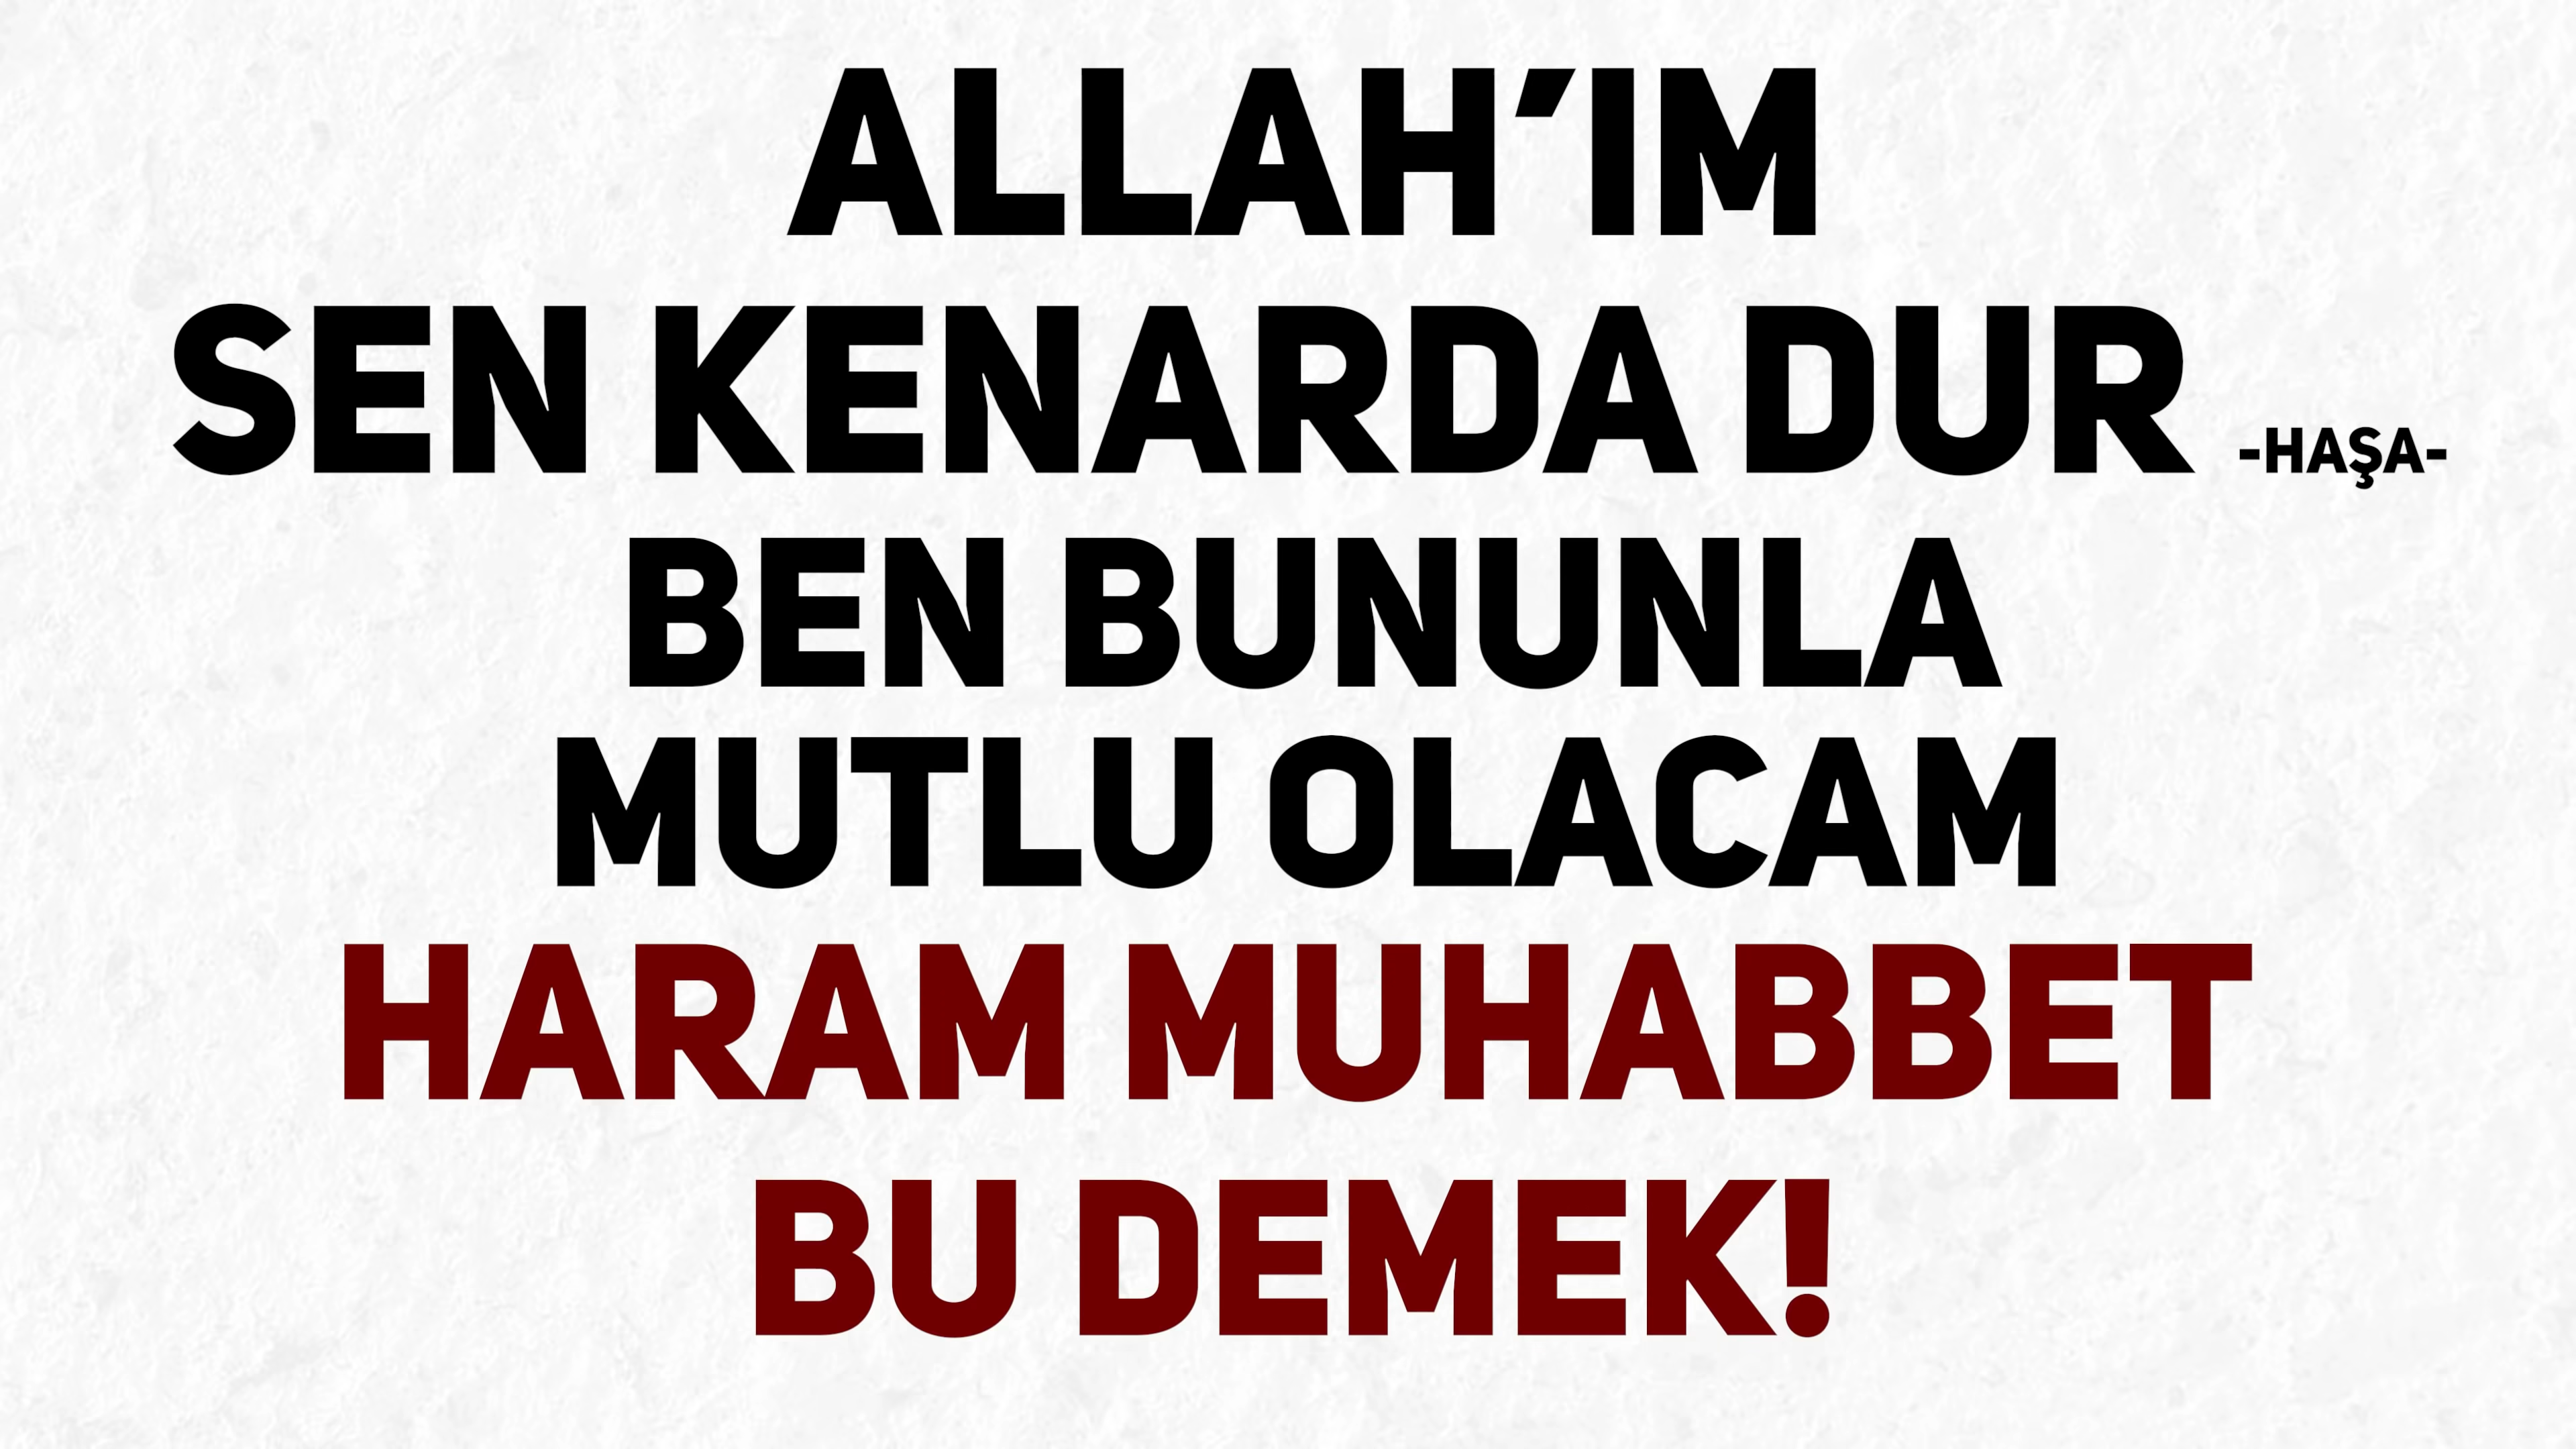 ALLAH'IM
SEN KENARDA DUR -HAŞA-
BEN BUNUNLA
MUTLU OLACAM
HARAM MUHABBET
BU DEMEK!